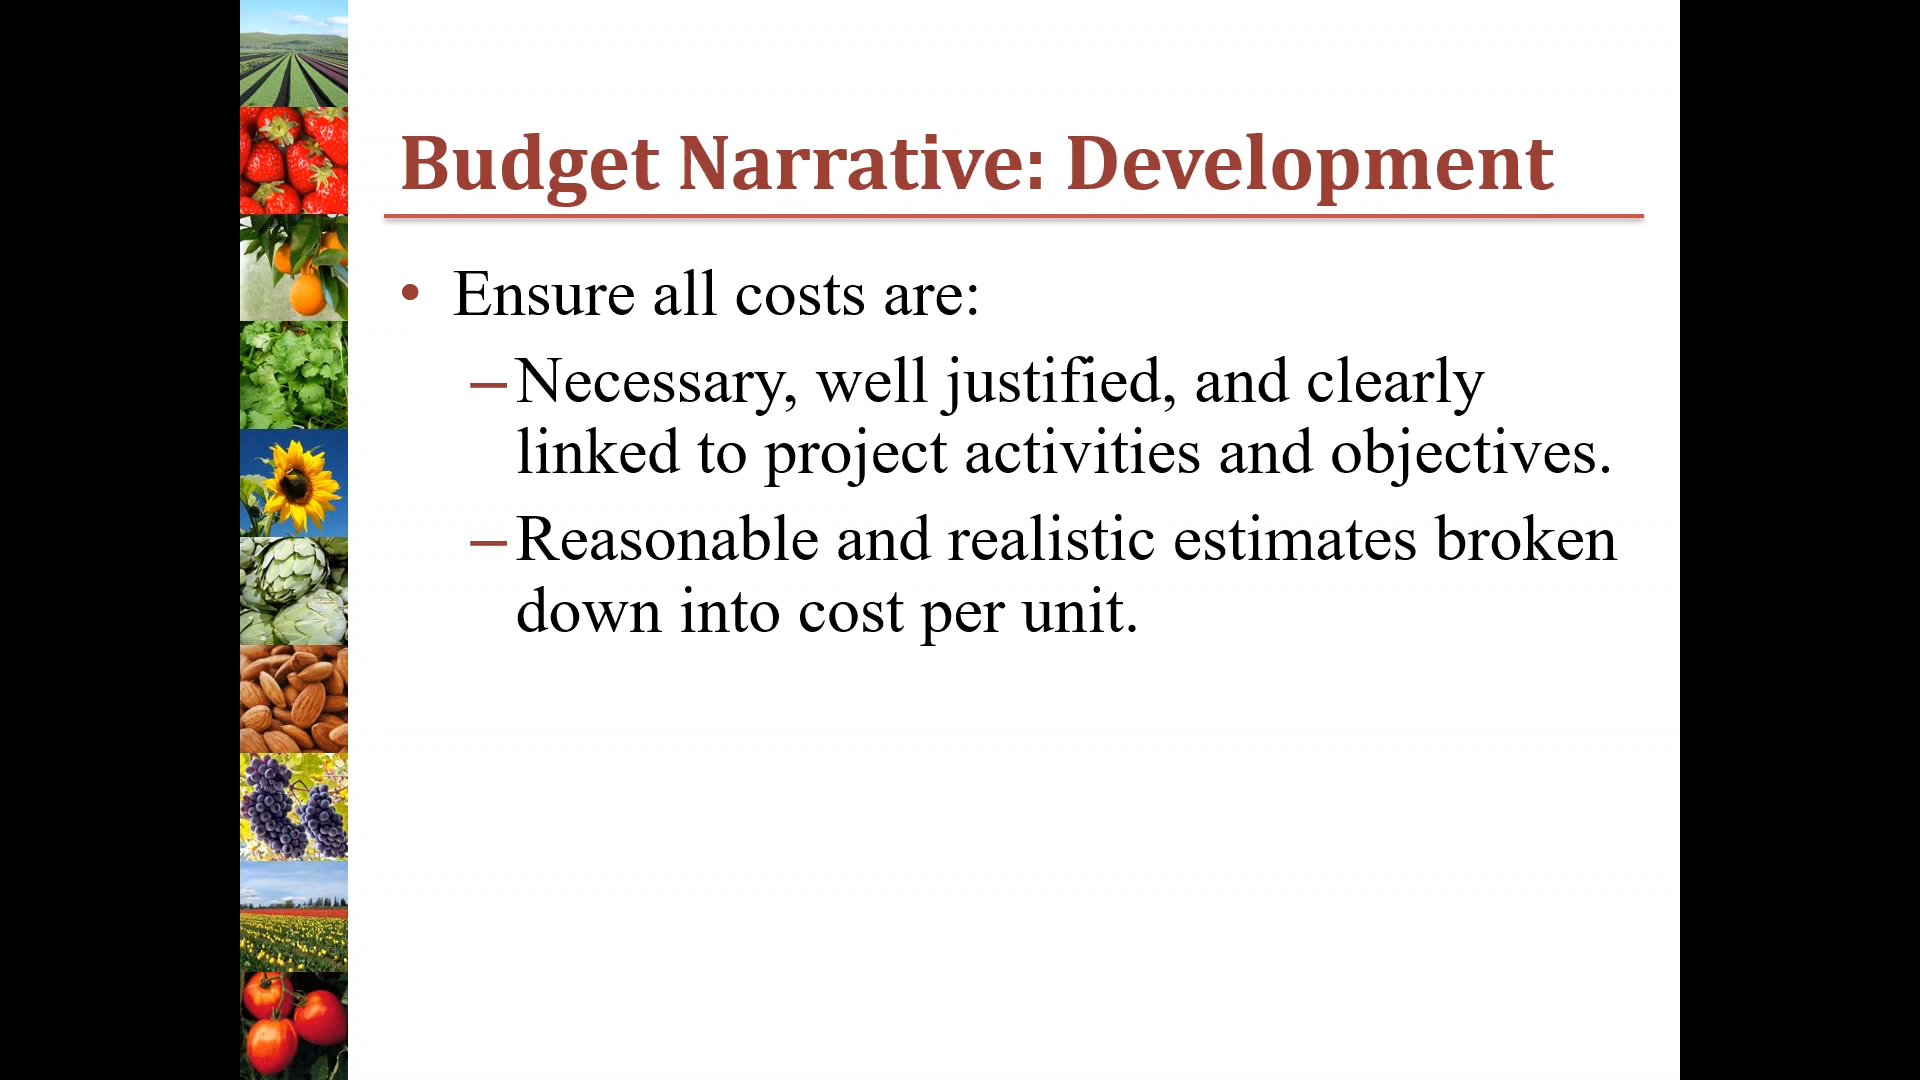 Budget Narrative: Development
• Ensure all costs are:
– Necessary, well justified, and clearly
linked to project activities and objectives.
– Reasonable and realistic estimates broken
down into cost per unit.